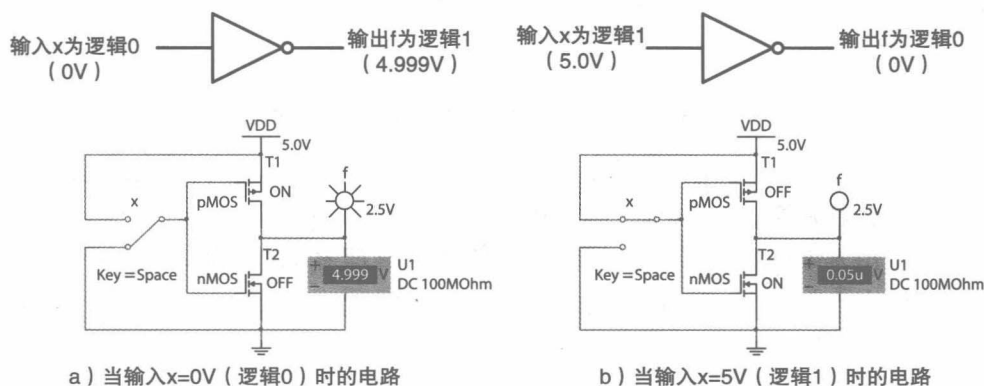 输入x为逻辑0
（0V）
输出f为逻辑1
（4.999V）
输入x为逻辑1
（5.0V）
输出f为逻辑0
（0V）
VDD
5.0V
T1
ON
pMOS
x
f
2.5V
T2
Key=Space
nMOS
OFF
4.999 V
U1
DC 100MOhm
a）当输入x=0V（逻辑0）时的电路
VDD
5.0V
T1
OFF
pMOS
x
f
2.5V
T2
Key=Space
nMOS
ON
0.05u V
U1
DC 100MOhm
b）当输入x=5V（逻辑1）时的电路